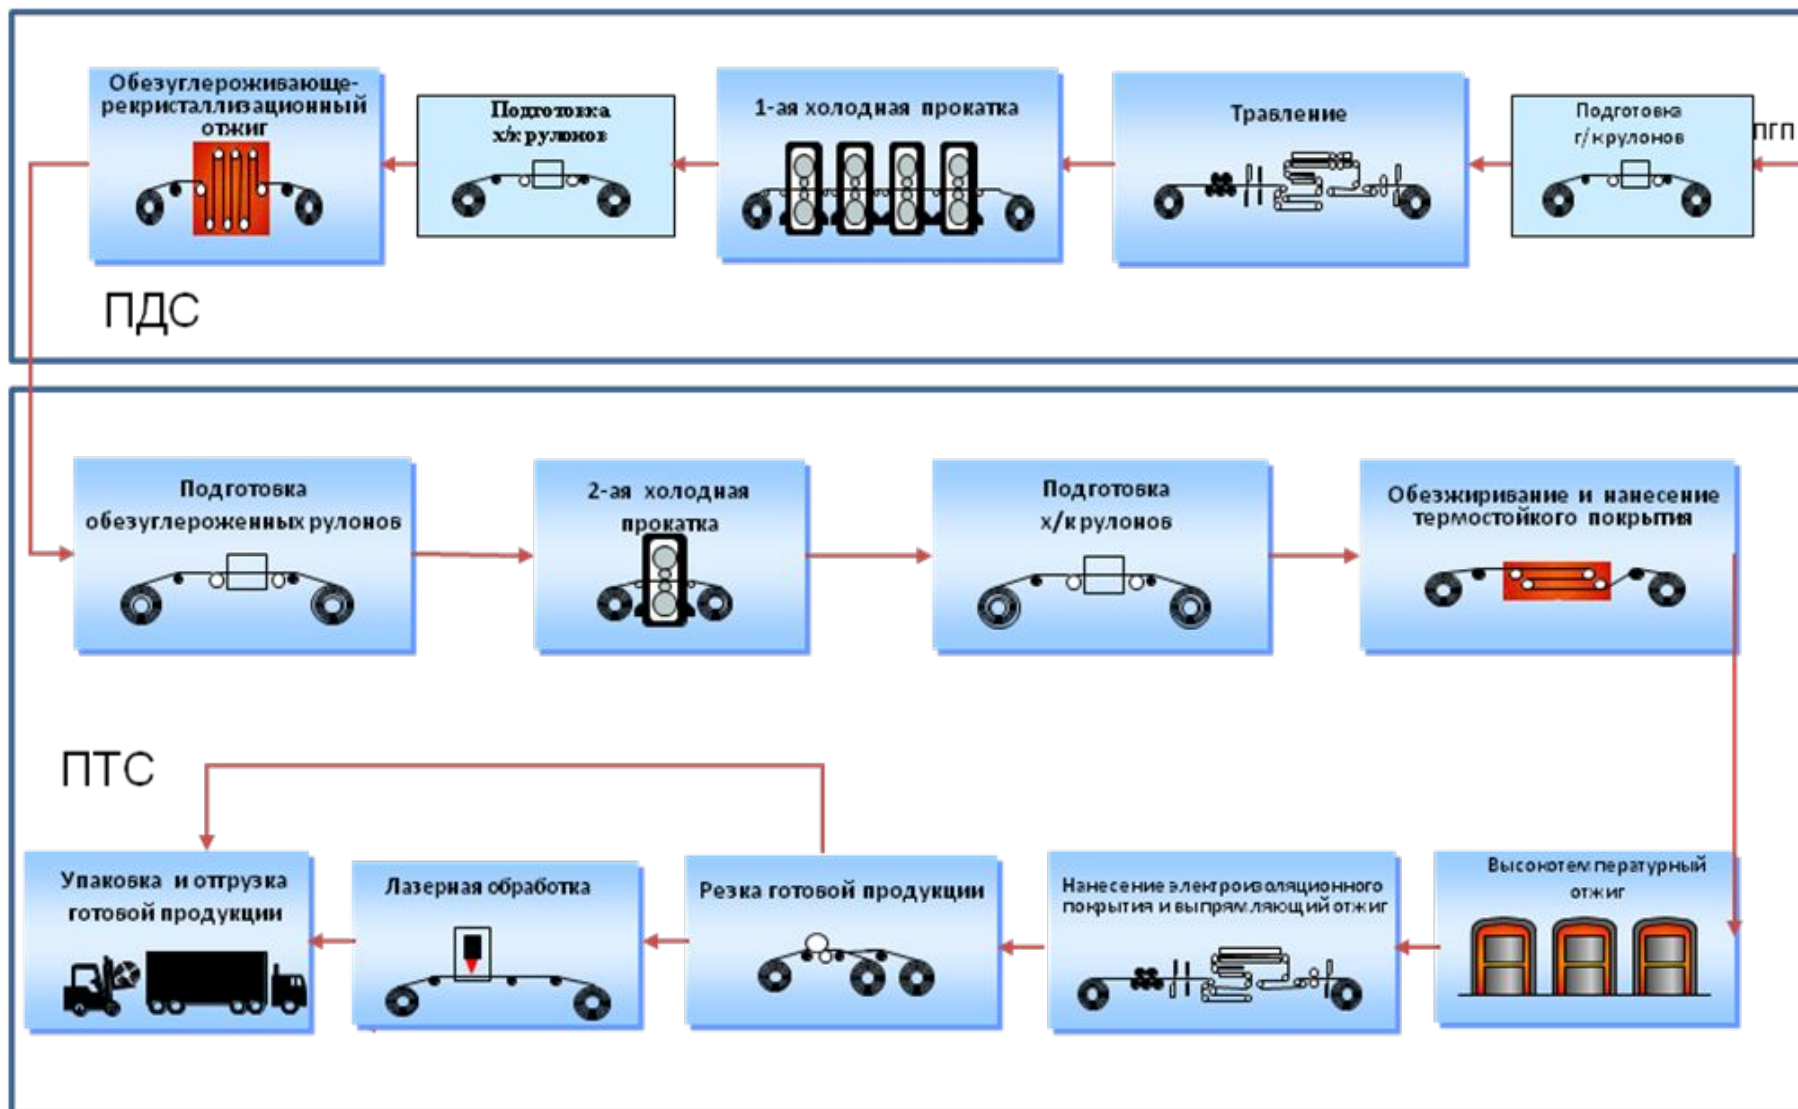 Обезуглероживающе-
рекристаллизационный
отжиг
Подготовка
х/к рулонов
1-ая холодная прокатка
Травление
Подготовка
г/к рулонов
пгп
ПДС
Подготовка
обезуглероженных рулонов
2-ая холодная
прокатка
Подготовка
х/к рулонов
Обезжиривание и нанесение
термостойкого покрытия
ПТС
Упаковка и отгрузка
готовой продукции
Лазерная обработка
Резка готовой продукции
Нанесение электроизоляционного
покрытия и выпрямляющий отжиг
Высокотемпературный
отжиг